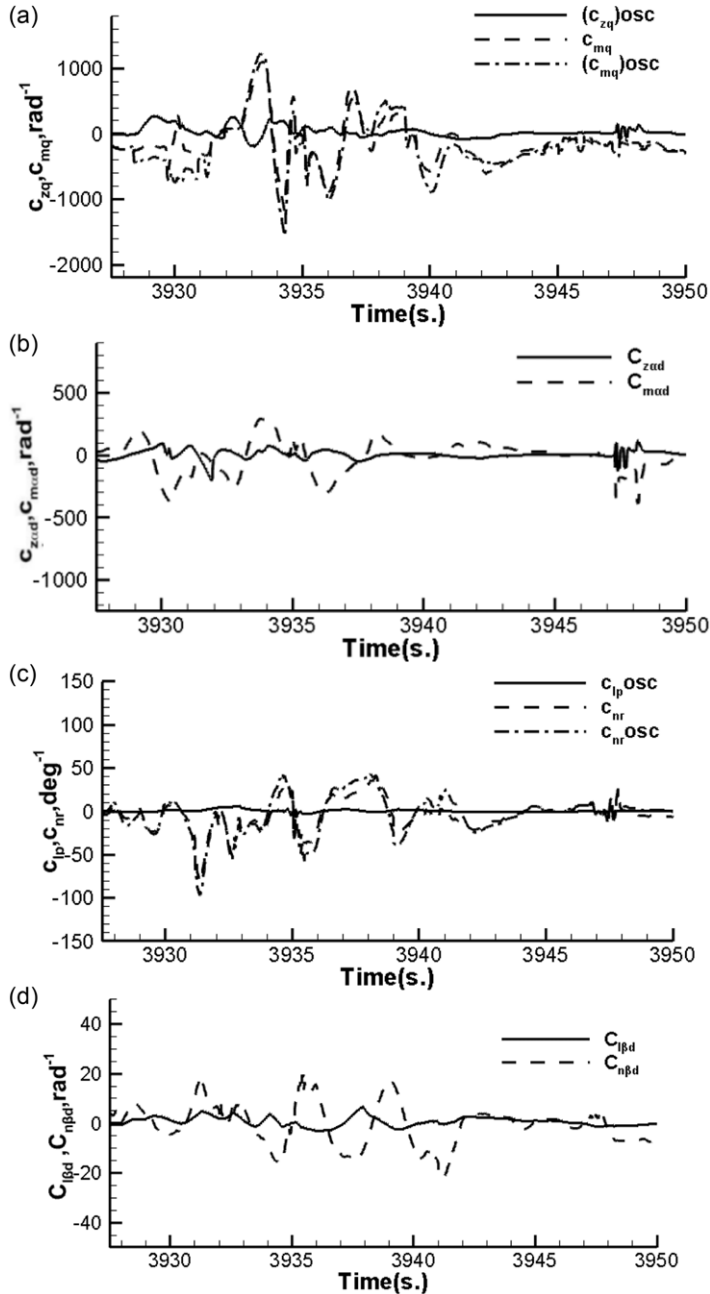 (a)
(c_zq)osc
c_mq
(c_mq)osc
c_zq,c_mq,rad^-1
1000
0
-1000
-2000
3930 3935 3940 3945 3950
Time(s.)
(b)
C_zαd
C_mαd
c_zαd,c_mαd,rad^-1
500
0
-500
-1000
3930 3935 3940 3945 3950
Time(s.)
(c)
c_lp osc
c_nr
c_nr osc
c_lp,c_nr,deg^-1
150
100
50
0
-50
-100
-150
3930 3935 3940 3945 3950
Time(s.)
(d)
C_lβd
C_nβd
C_lβd,C_nβd,rad^-1
40
20
0
-20
-40
3930 3935 3940 3945 3950
Time(s.)